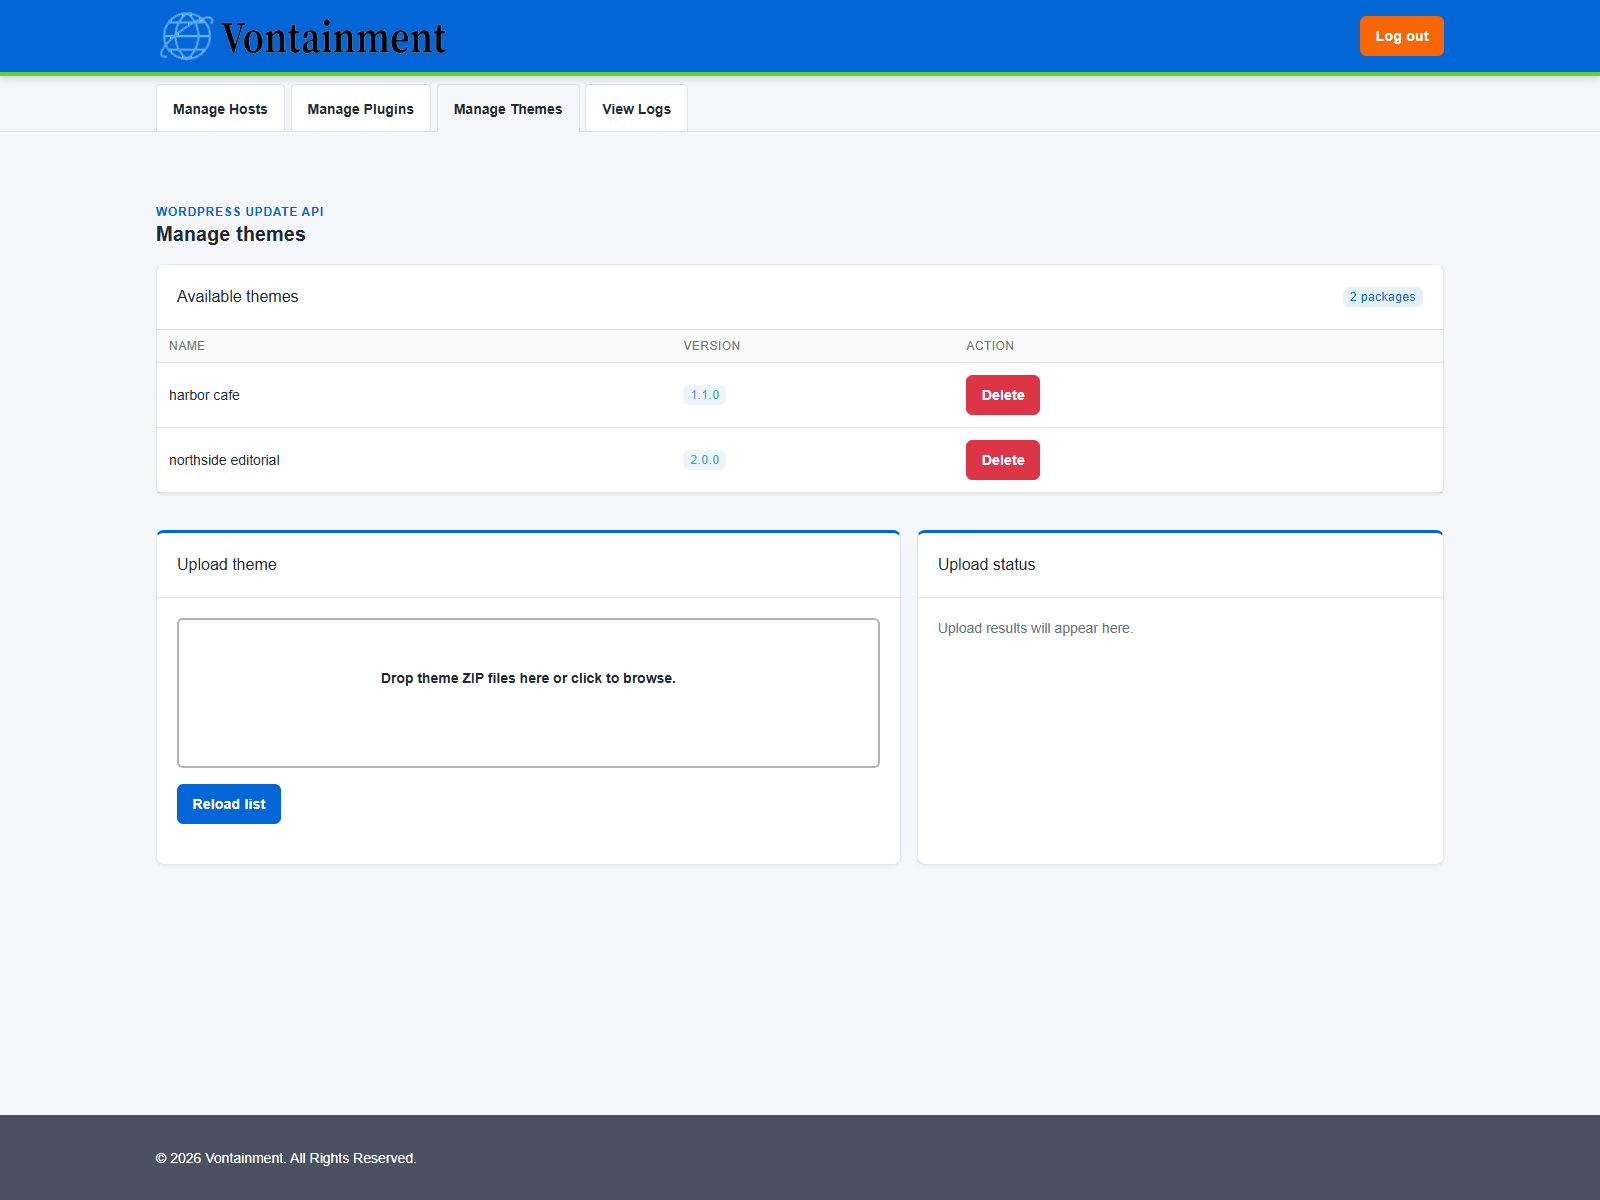 Vontainment
Log out
Manage Hosts
Manage Plugins
Manage Themes
View Logs
WORDPRESS UPDATE API
Manage themes
Available themes
2 packages
NAME VERSION ACTION
harbor cafe 1.1.0 Delete
northside editorial 2.0.0 Delete
Upload theme
Drop theme ZIP files here or click to browse.
Reload list
Upload status
Upload results will appear here.
© 2026 Vontainment. All Rights Reserved.